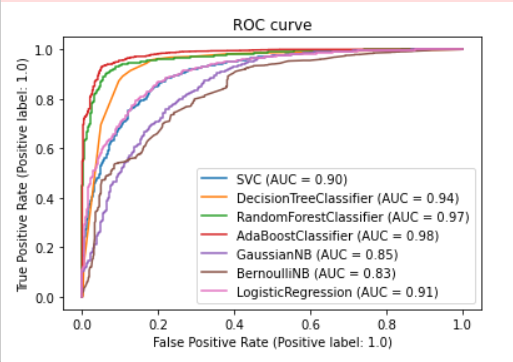 ROC curve
1.0
0.8
0.6
0.4
0.2
0.0
True Positive Rate (Positive label: 1.0)
SVC (AUC = 0.90)
DecisionTreeClassifier (AUC = 0.94)
RandomForestClassifier (AUC = 0.97)
AdaBoostClassifier (AUC = 0.98)
GaussianNB (AUC = 0.85)
BernoulliNB (AUC = 0.83)
LogisticRegression (AUC = 0.91)
0.0 0.2 0.4 0.6 0.8 1.0
False Positive Rate (Positive label: 1.0)